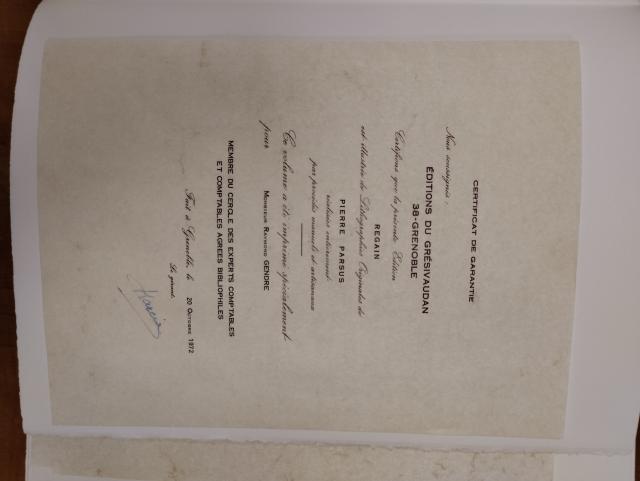 CERTIFICAT DE GARANTIE
Nous soussignés :
ÉDITIONS DU GRÉSIVAUDAN
38-GRENOBLE
Certifions que la présente Edition
REGAIN
est illustrée de Lithographies Originales de
PIERRE PARSUS
réalisées entièrement
par procédés manuels et artisanaux
Ce volume a été imprimé spécialement
pour Monsieur Raymond GENDRE
MEMBRE DU CERCLE DES EXPERTS COMPTABLES
ET COMPTABLES AGRÉÉS BIBLIOPHILES
Fait à Grenoble, le 20 Octobre 1972
Le gérant.